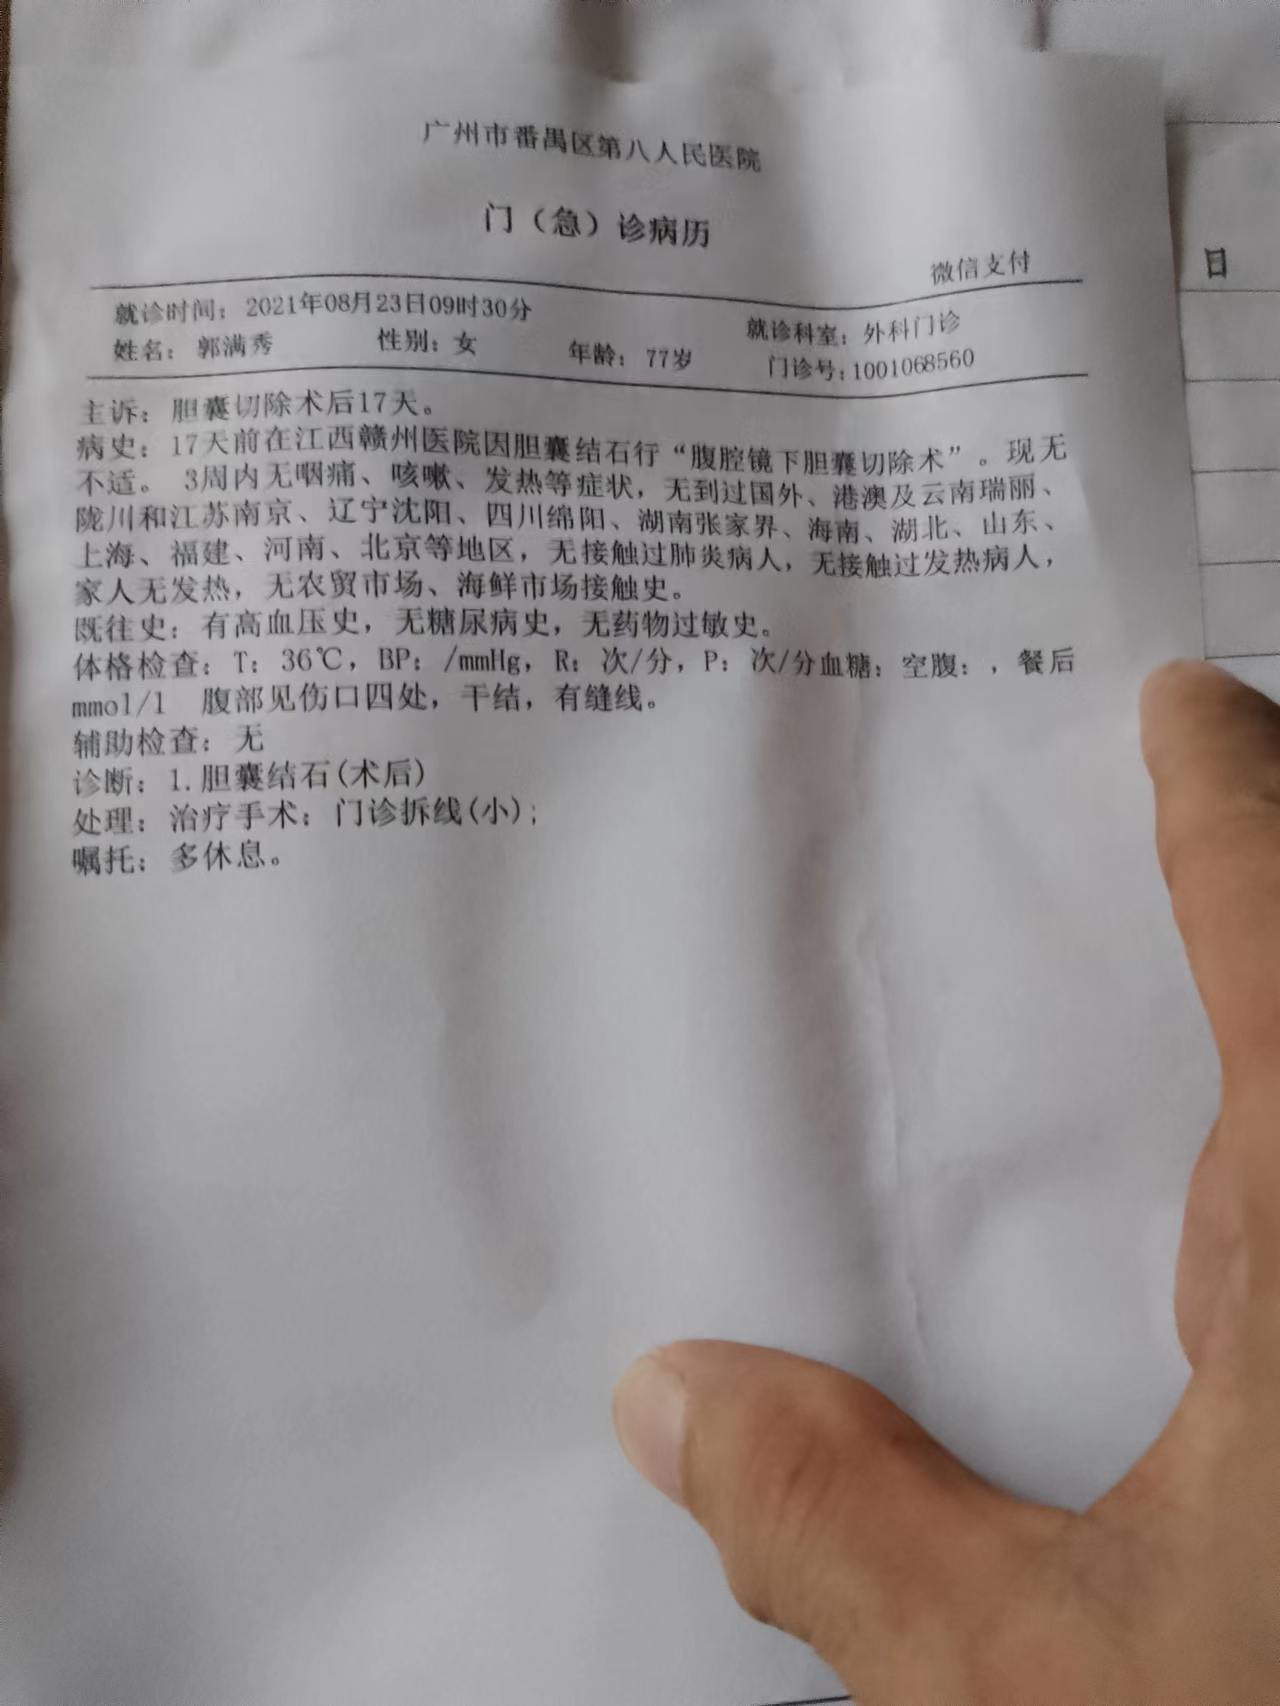 广州市番禺区第八人民医院
门（急）诊病历
微信支付
日
就诊时间：2021年08月23日09时30分 就诊科室：外科门诊
姓名：郭满秀 性别：女 年龄：77岁 门诊号：1001068560
主诉：胆囊切除术后17天。
病史：17天前在江西赣州医院因胆囊结石行“腹腔镜下胆囊切除术”。现无
不适。 3周内无咽痛、咳嗽、发热等症状，无到过国外、港澳及云南瑞丽、
陇川和江苏南京、辽宁沈阳、四川绵阳、湖南张家界、海南、湖北、山东、
上海、福建、河南、北京等地区，无接触过肺炎病人，无接触过发热病人，
家人无发热，无农贸市场、海鲜市场接触史。
既往史：有高血压史，无糖尿病史，无药物过敏史。
体格检查：T：36℃，BP：/mmHg，R：次/分，P：次/分血糖：空腹：，餐后
mmol/l 腹部见伤口四处，干结，有缝线。
辅助检查：无
诊断：1.胆囊结石(术后)
处理：治疗手术：门诊拆线(小);
嘱托：多休息。